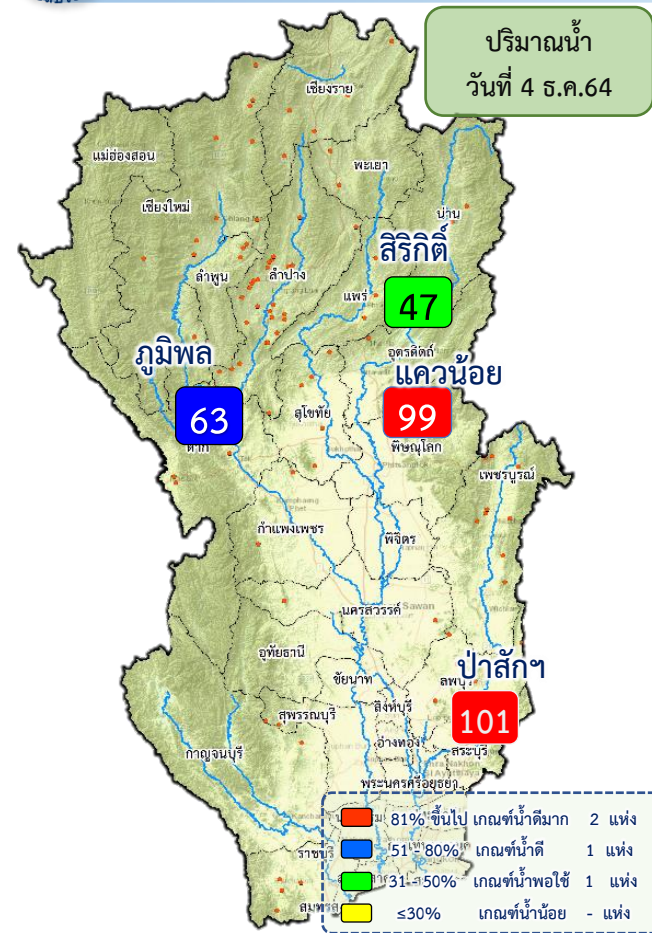 ปริมาณน้ำ
วันที่ 4 ธ.ค.64
เชียงราย
แม่ฮ่องสอน
พะเยา
เชียงใหม่
น่าน
สิริกิติ์
ลำพูน
ลำปาง
แพร่
47
อุตรดิตถ์
ภูมิพล
แควน้อย
63
สุโขทัย
99
ตาก
พิษณุโลก
เพชรบูรณ์
กำแพงเพชร
พิจิตร
นครสวรรค์
Sawan
อุทัยธานี
ป่าสักฯ
ชัยนาท
ลพบุรี
สิงห์บุรี
สุพรรณบุรี
101
อ่างทอง
กาญจนบุรี
สระบุรี
พระนครศรีอยุธยา
81% ขึ้นไป เกณฑ์น้ำดีมาก 2 แห่ง
51 - 80% เกณฑ์น้ำดี 1 แห่ง
ราชบุรี
31 - 50% เกณฑ์น้ำพอใช้ 1 แห่ง
≤30% เกณฑ์น้ำน้อย - แห่ง